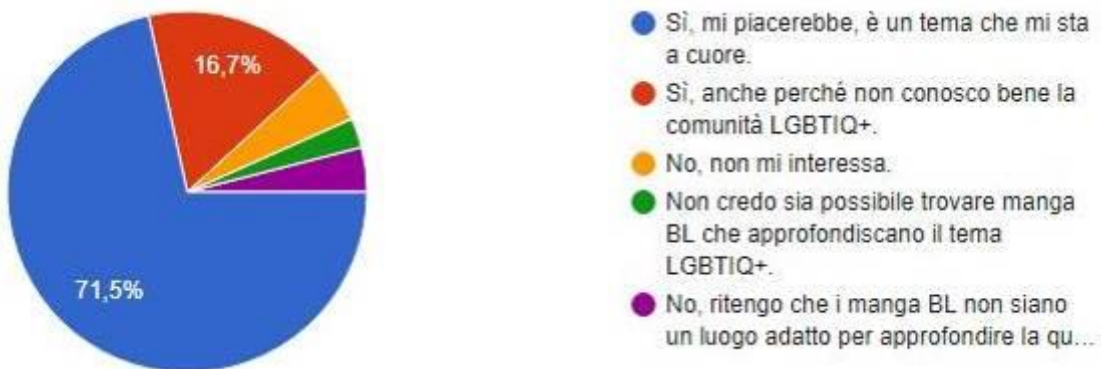 16,7%
71,5%
Sì, mi piacerebbe, è un tema che mi sta
a cuore.
Sì, anche perché non conosco bene la
comunità LGBTIQ+.
No, non mi interessa.
Non credo sia possibile trovare manga
BL che approfondiscano il tema
LGBTIQ+.
No, ritengo che i manga BL non siano
un luogo adatto per approfondire la qu...